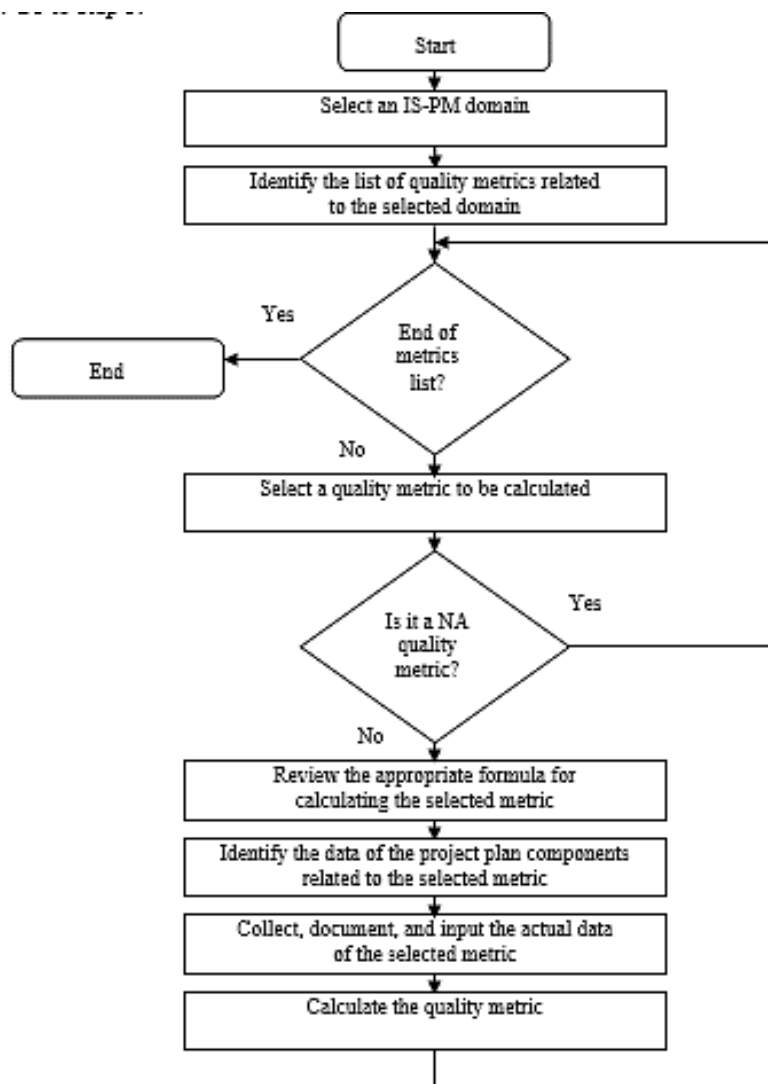 Start
Select an IS-PM domain
Identify the list of quality metrics related
to the selected domain
Yes
End of
metrics
list?
End
No
Select a quality metric to be calculated
Yes
Is it a NA
quality
metric?
No
Review the appropriate formula for
calculating the selected metric
Identify the data of the project plan components
related to the selected metric
Collect, document, and input the actual data
of the selected metric
Calculate the quality metric